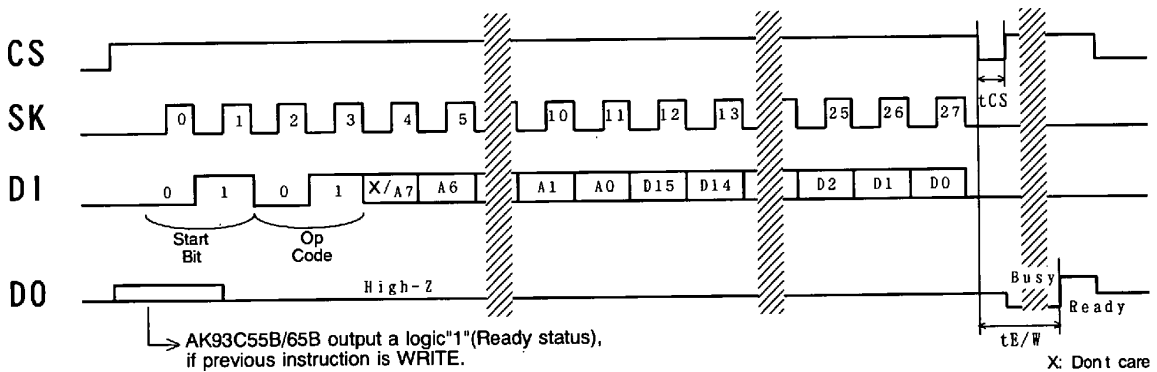 CS
tCS
SK 0 1 2 3 4 5 10 11 12 13 25 26 27
DI 0 1 0 1 X/A7 A6 A1 A0 D15 D14 D2 D1 D0
Start Bit
Op Code
DO High-Z Busy Ready
tE/W
AK93C55B/65B output a logic"1"(Ready status),
if previous instruction is WRITE.
X: Don t care